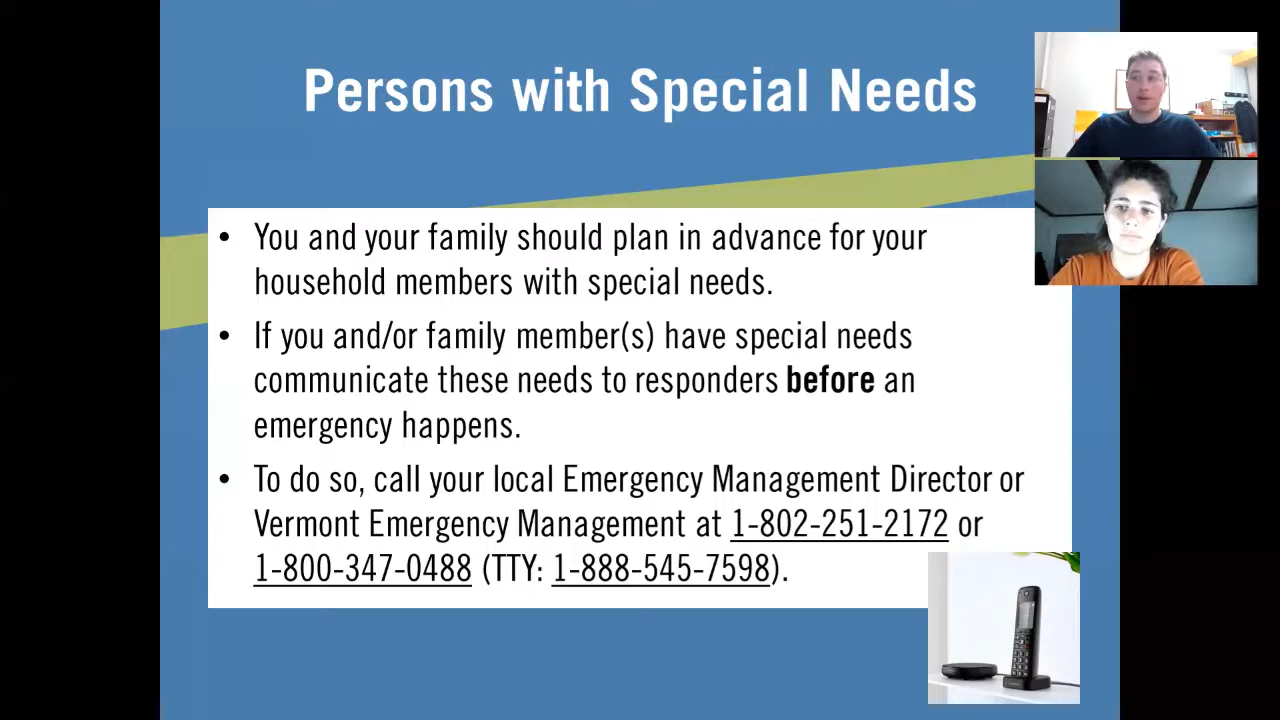 Persons with Special Needs
• You and your family should plan in advance for your
household members with special needs.
• If you and/or family member(s) have special needs
communicate these needs to responders before an
emergency happens.
• To do so, call your local Emergency Management Director or
Vermont Emergency Management at 1-802-251-2172 or
1-800-347-0488 (TTY: 1-888-545-7598).